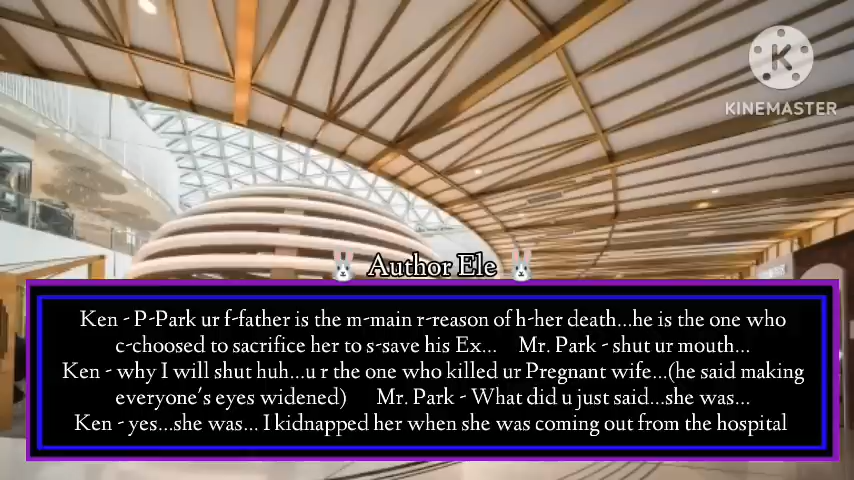 KINEMASTER
🐰 Author Ele 🐰
Ken - P-Park ur f-father is the m-main r-reason of h-her death...he is the one who
c-choosed to sacrifice her to s-save his Ex... Mr. Park - shut ur mouth...
Ken - why I will shut huh...u r the one who killed ur Pregnant wife...(he said making
everyone's eyes widened) Mr. Park - What did u just said...she was...
Ken - yes...she was... I kidnapped her when she was coming out from the hospital